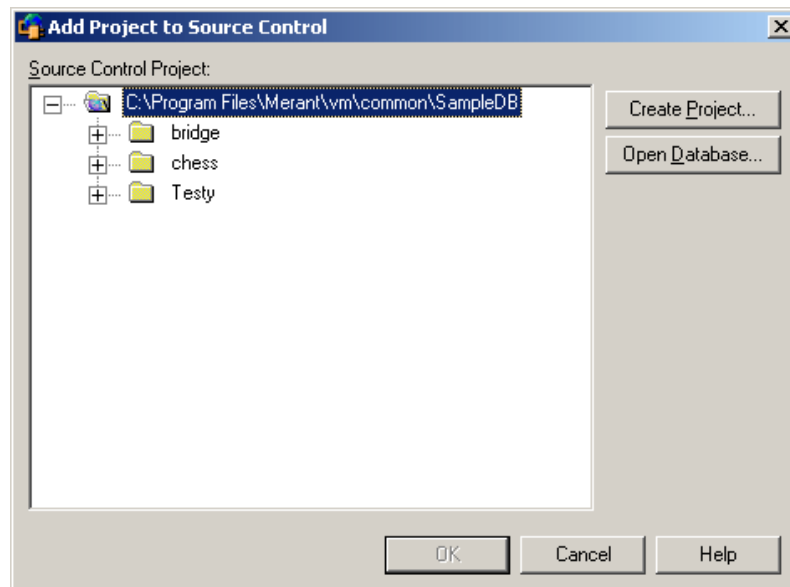 Add Project to Source Control
Source Control Project:
C:\Program Files\Merant\vm\common\SampleDB
bridge
chess
Testy
Create Project...
Open Database...
OK
Cancel
Help